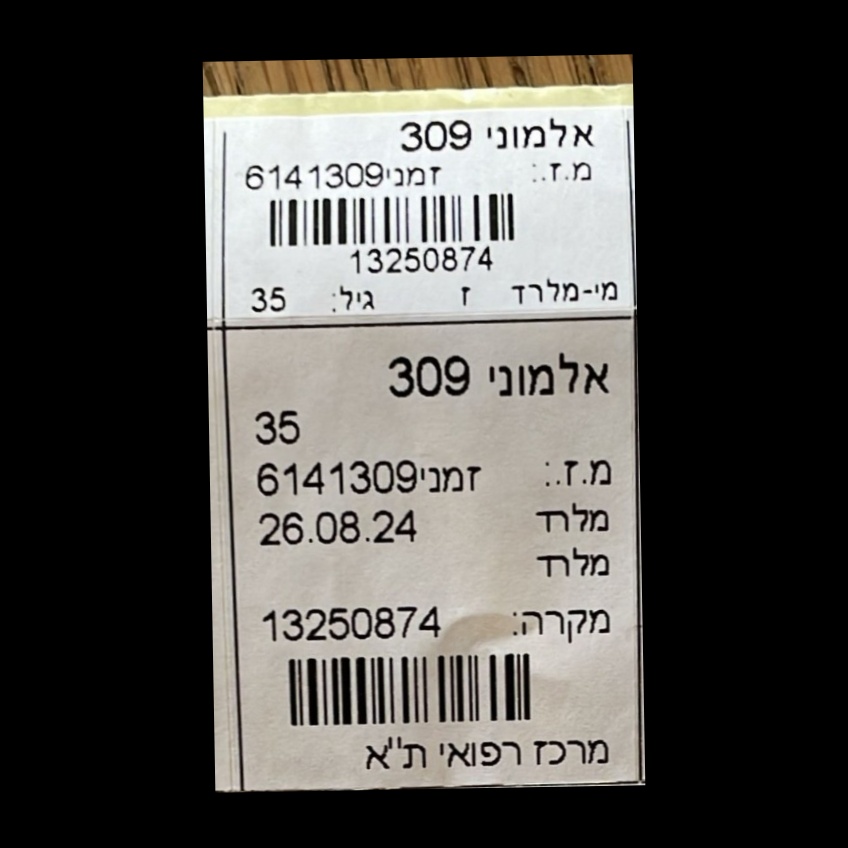 אלמוני 309
מ.ז.: זמני6141309
13250874
מי-מלרד ז גיל: 35
אלמוני 309
35
מ.ז.: זמני6141309
מלרד 26.08.24
מלרד
מקרה: 13250874
מרכז רפואי ת"א